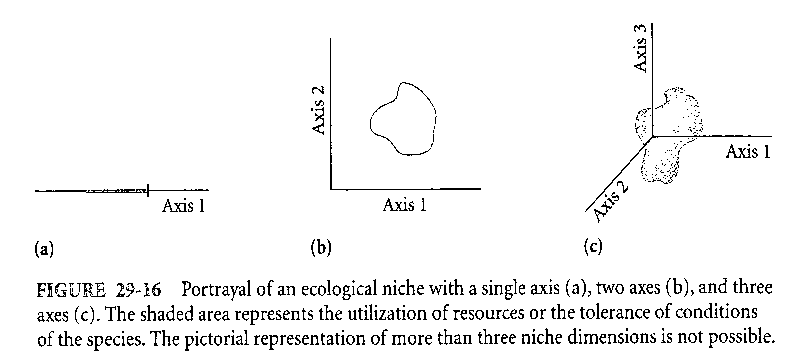 Axis 3
Axis 2
Axis 1
Axis 1
Axis 1
Axis 2
(a)
(b)
(c)
FIGURE 29-16 Portrayal of an ecological niche with a single axis (a), two axes (b), and three
axes (c). The shaded area represents the utilization of resources or the tolerance of conditions
of the species. The pictorial representation of more than three niche dimensions is not possible.